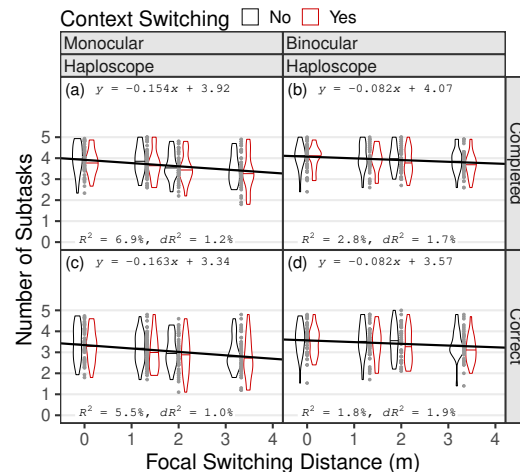 Context Switching No Yes
Monocular Binocular
Haloscope Haploscope
(a) y = −0.154x + 3.92
(b) y = −0.082x + 4.07
5
4
3
2
1
0
R² = 6.9%, dR² = 1.2%
R² = 2.8%, dR² = 1.7%
Completed
(c) y = −0.163x + 3.34
(d) y = −0.082x + 3.57
5
4
3
2
1
0
R² = 5.5%, dR² = 1.0%
R² = 1.8%, dR² = 1.9%
Correct
Number of Subtasks
0 1 2 3 4 0 1 2 3 4
Focal Switching Distance (m)